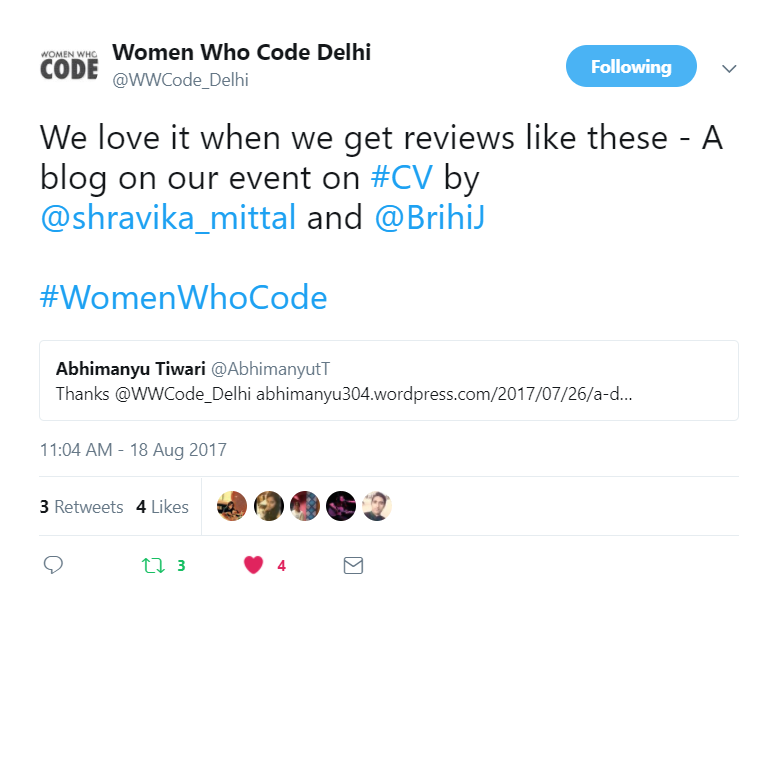 WOMEN WHO
CODE
Women Who Code Delhi
@WWCode_Delhi
Following
We love it when we get reviews like these - A
blog on our event on #CV by
@shravika_mittal and @BrihiJ
#WomenWhoCode
Abhimanyu Tiwari @AbhimanyutT
Thanks @WWCode_Delhi abhimanyu304.wordpress.com/2017/07/26/a-d...
11:04 AM - 18 Aug 2017
3 Retweets 4 Likes
3 4